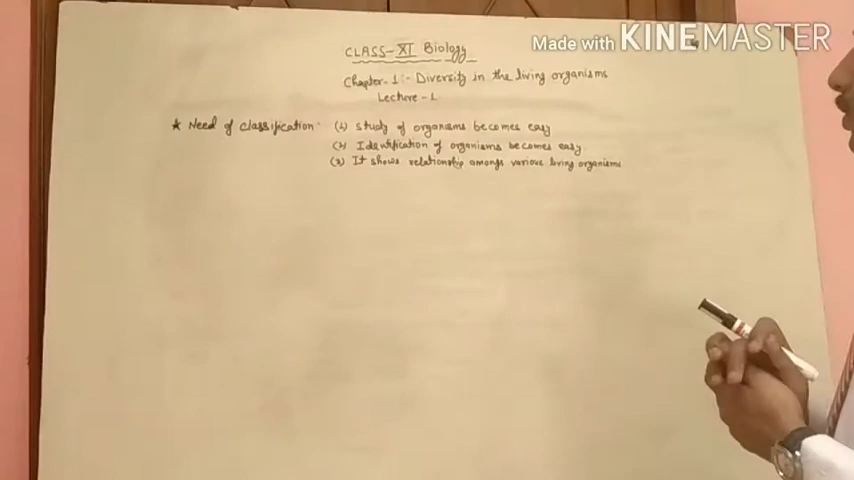 CLASS-XI Biology
Made with KINEMASTER
Chapter-1:- Diversity in the living organisms
Lecture-1
★ Need of classification (1) study of organisms becomes easy
(2) Identification of organisms becomes easy
(3) It shows relationship amongs various living organisms